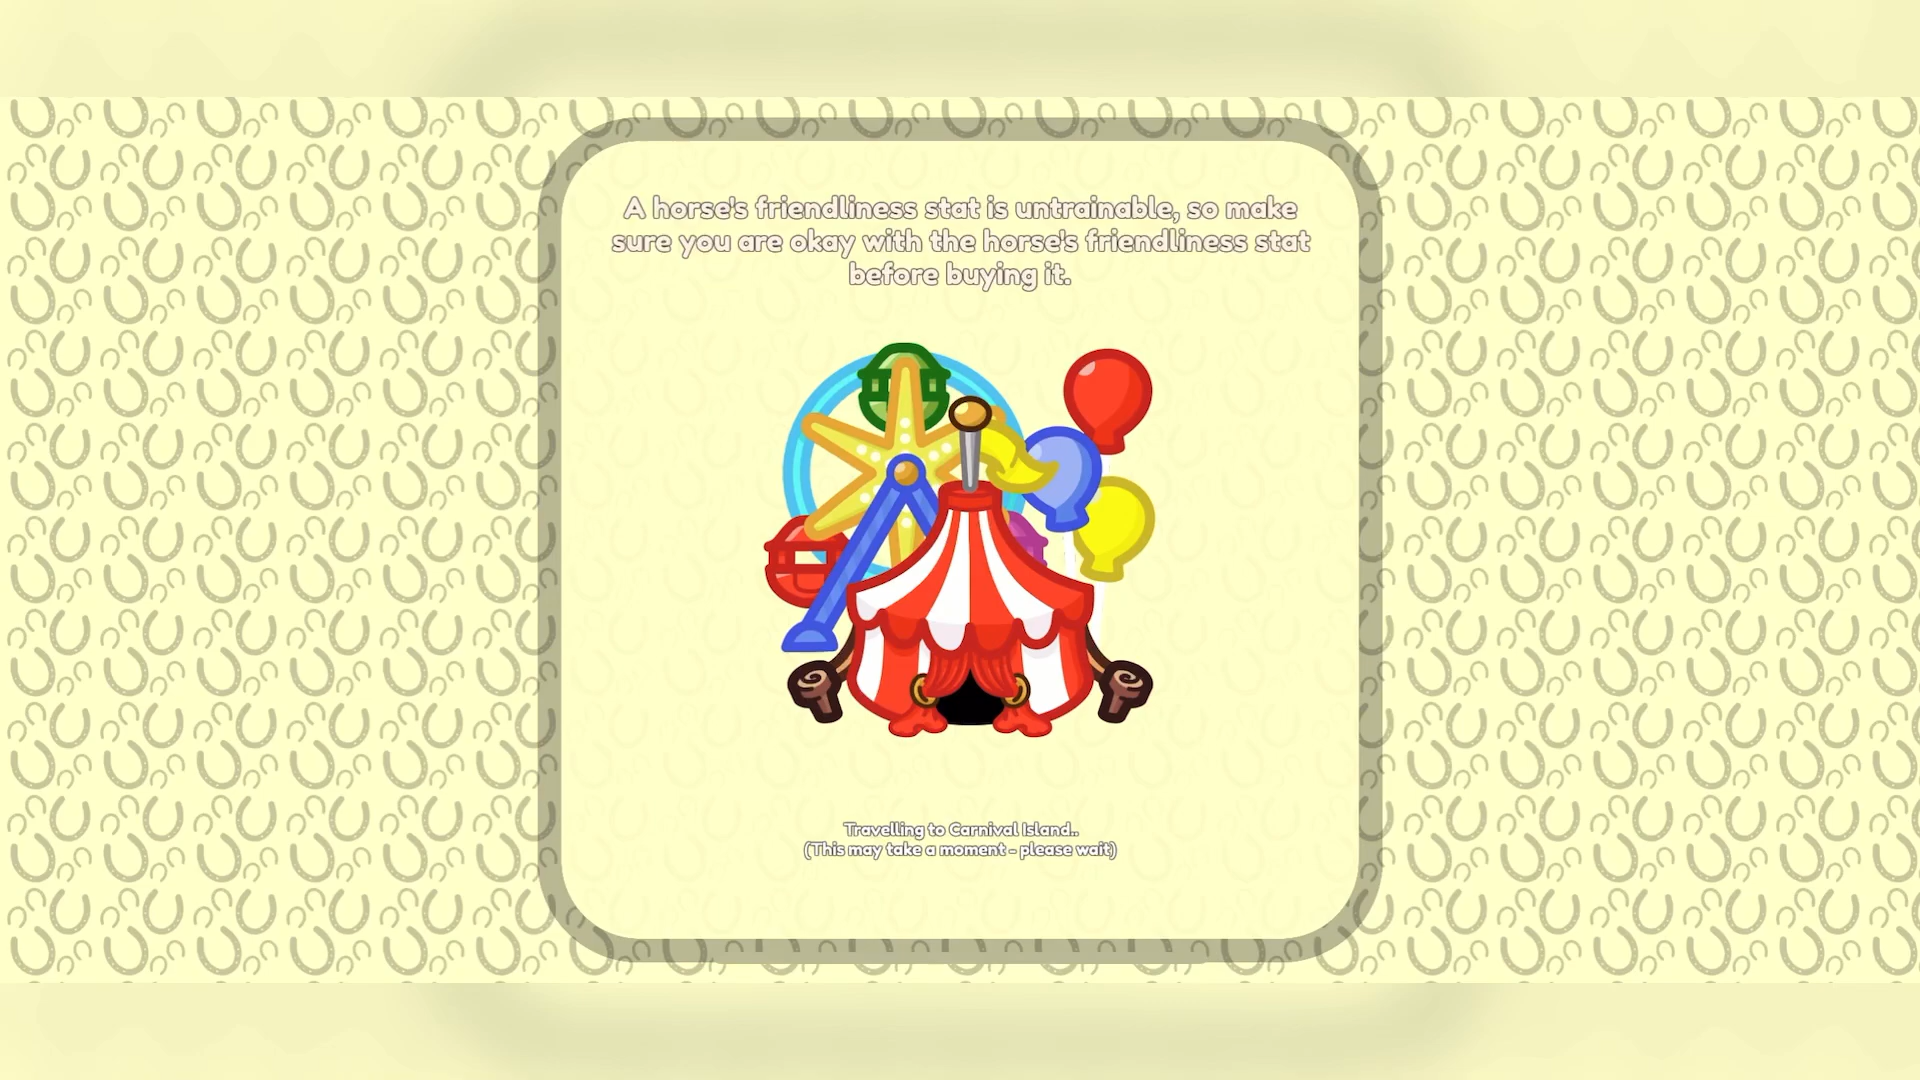 A horse's friendliness stat is untrainable, so make
sure you are okay with the horse's friendliness stat
before buying it.
Travelling to Carnival Island..
(This may take a moment - please wait)